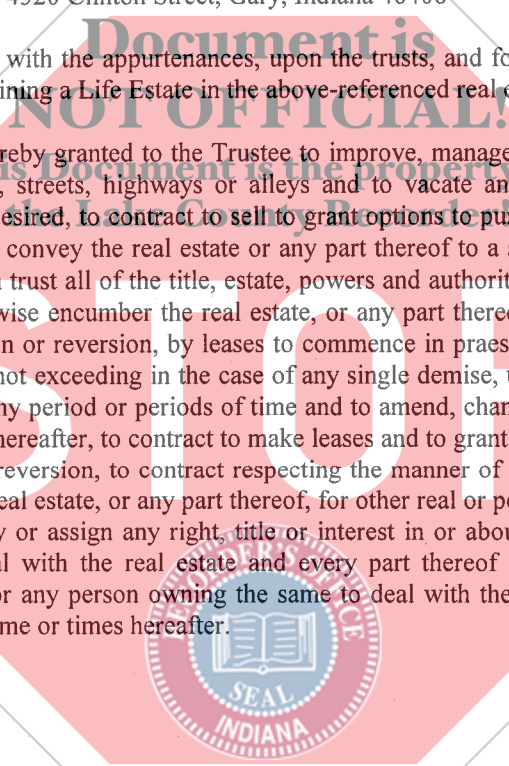 4320 Clinton Street, Gary, Indiana 46406
Document is
with the appurtenances, upon the trusts, and fo
ining a Life Estate in the above-referenced real e
NOT OFFICIAL!
reby granted to the Trustee to improve, manage
is Document is the property
, streets, highways or alleys and to vacate an
esired, to contract to sell to grant options to pu
the Lake County Recorder!
convey the real estate or any part thereof to a
trust all of the title, estate, powers and authorit
wise encumber the real estate, or any part there
STOP
n or reversion, by leases to commence in praes
not exceeding in the case of any single demise,
ny period or periods of time and to amend, chan
hereafter, to contract to make leases and to grant
reversion, to contract respecting the manner of
eal estate, or any part thereof, for other real or pe
y or assign any right, title or interest in or abou
al with the real estate and every part thereof
or any person owning the same to deal with the
me or times hereafter.
RECORDER'S OFFICE
SEAL
INDIANA